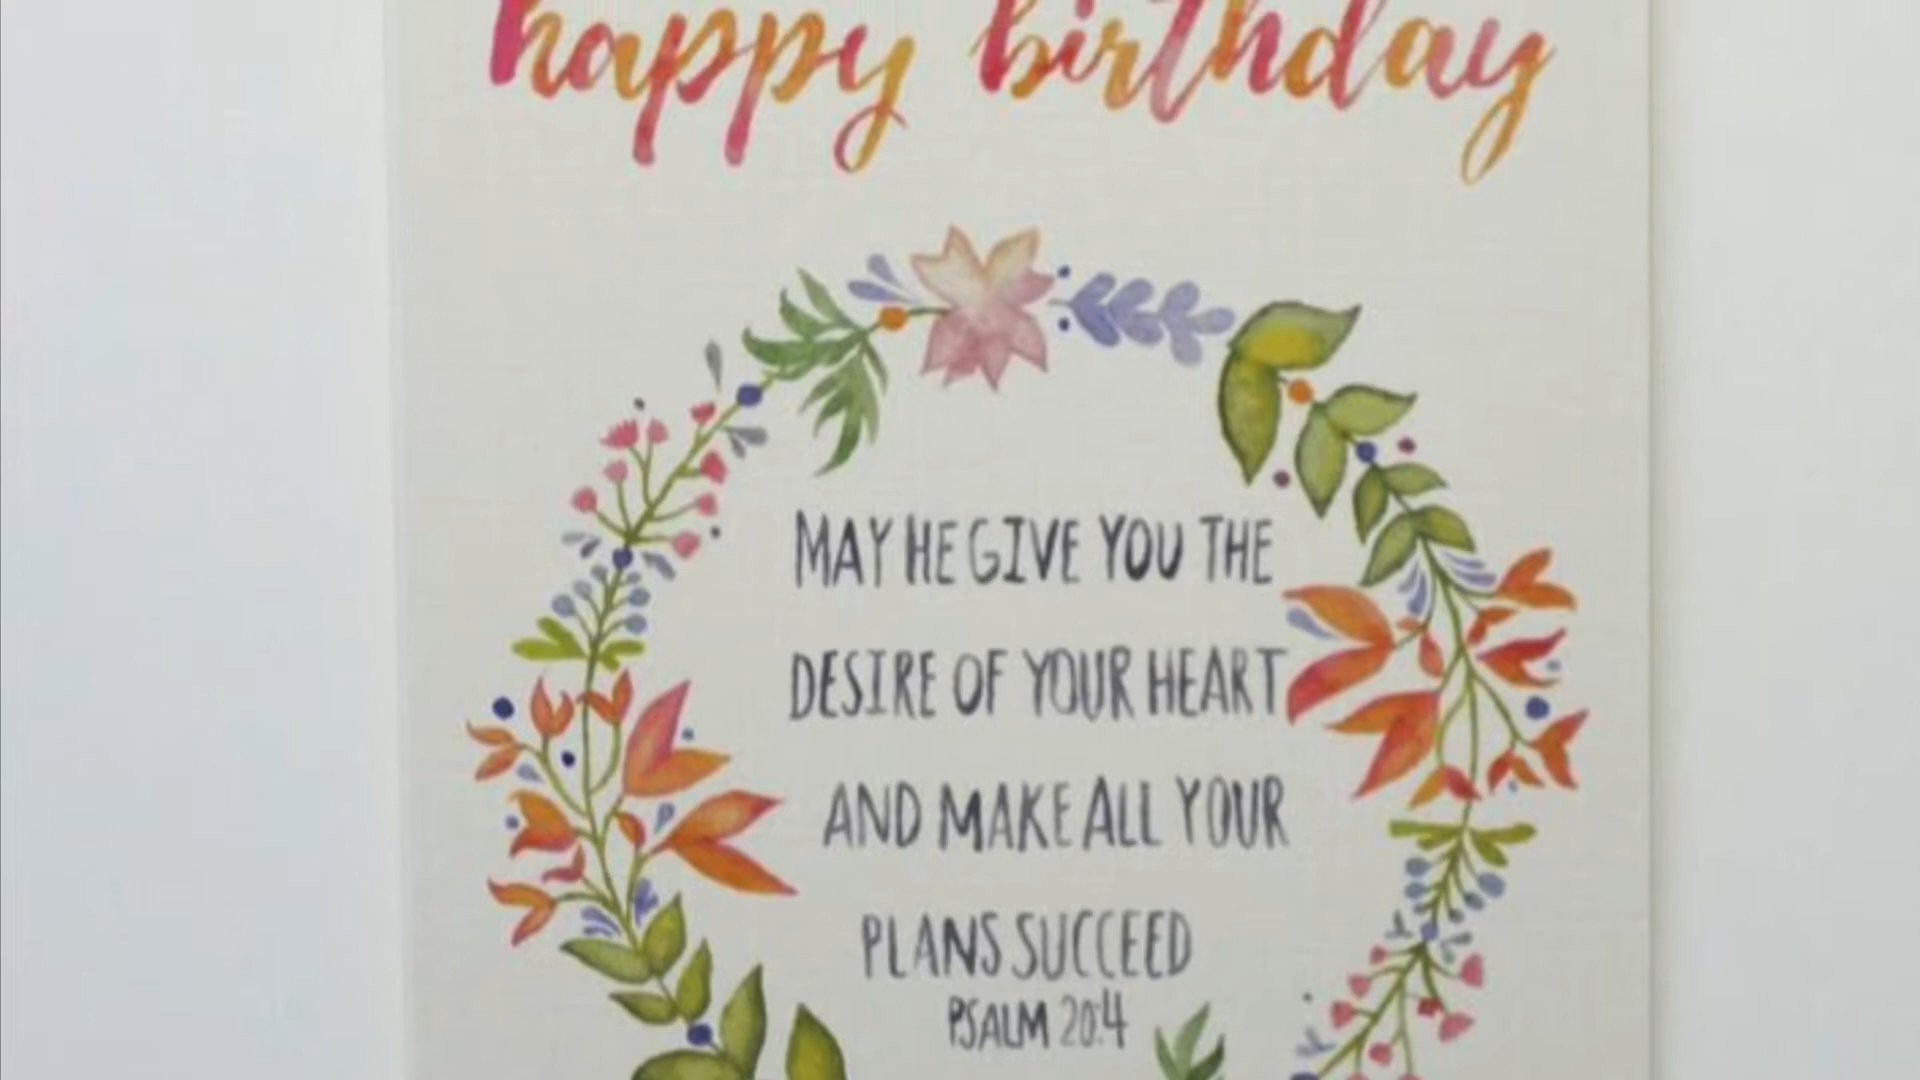 happy birthday
MAY HE GIVE YOU THE
DESIRE OF YOUR HEART
AND MAKE ALL YOUR
PLANS SUCCEED
PSALM 20:4